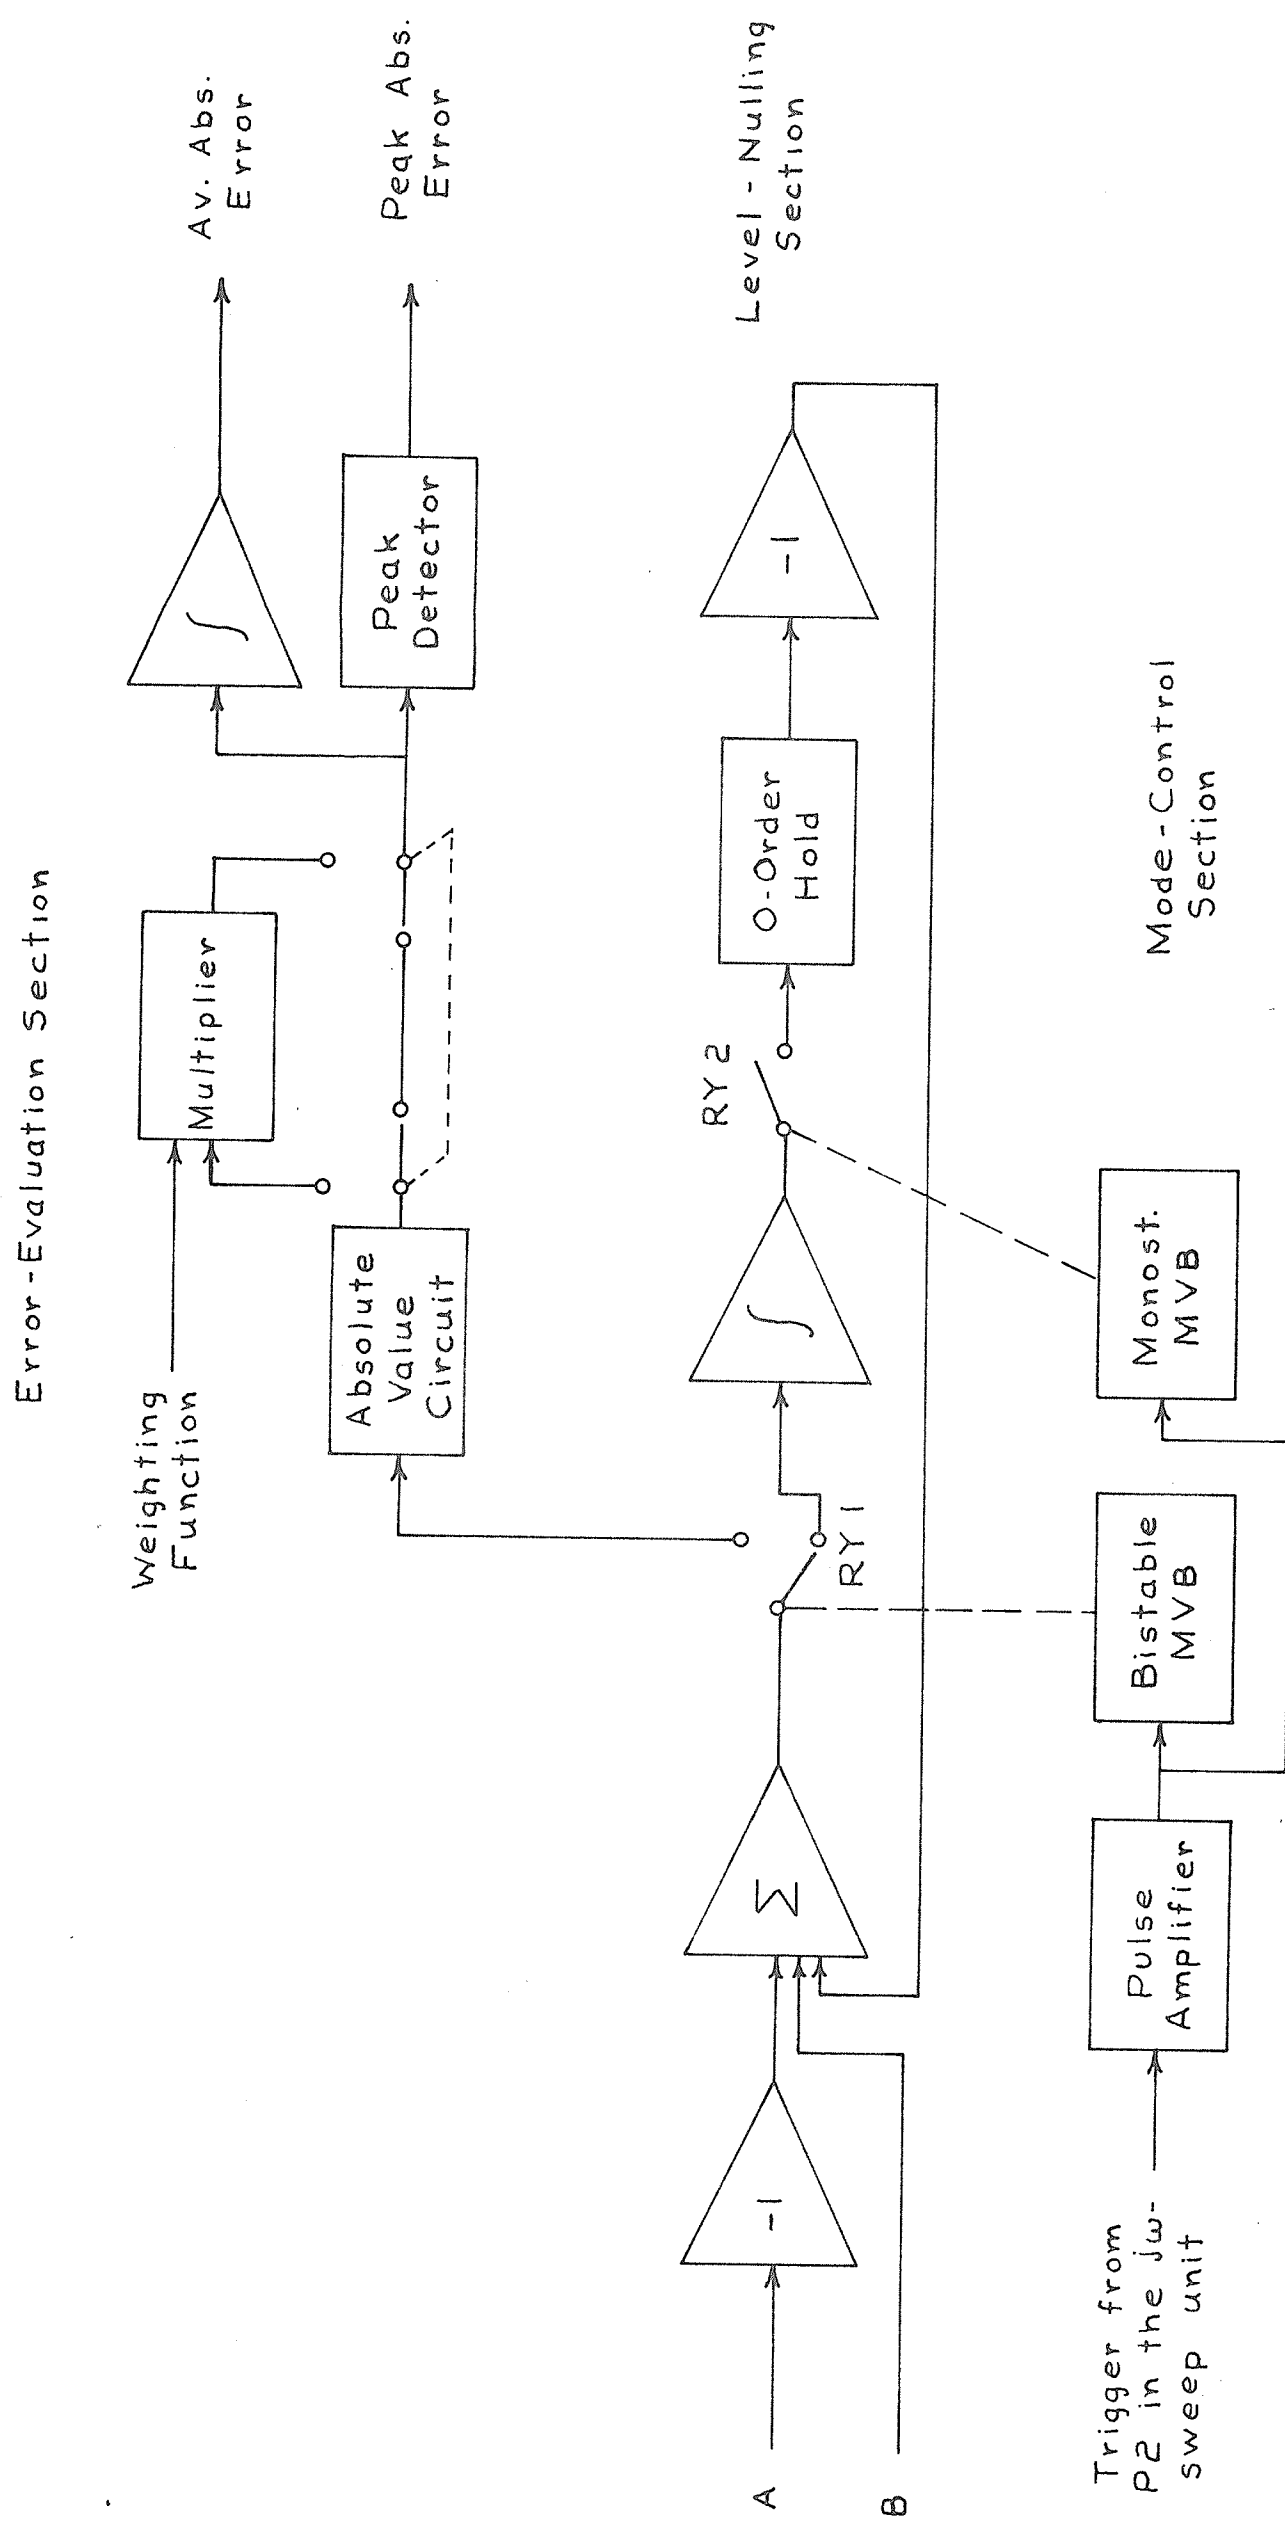 Error-Evaluation Section
Weighting
Function
Multiplier
∫
Av. Abs.
Error
Absolute
Value
Circuit
Peak
Detector
Peak Abs.
Error
A
B
-1
Σ
RY1
∫
RY2
O-Order
Hold
-1
Level-Nulling
Section
Trigger from
P2 in the jω-
sweep unit
Pulse
Amplifier
Bistable
MVB
Monost.
MVB
Mode-Control
Section